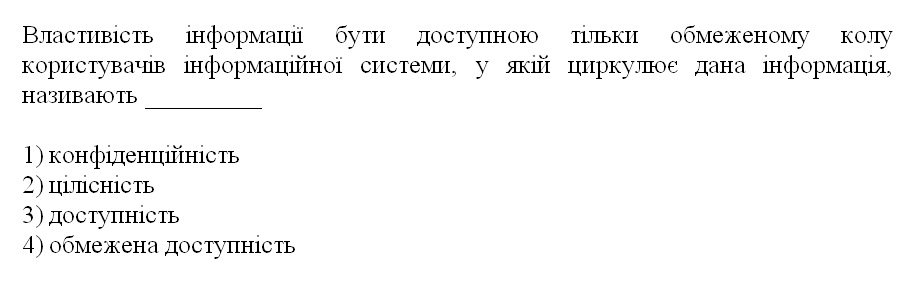 Властивість інформації бути доступною тільки обмеженому колу
користувачів інформаційної системи, у якій циркулює дана інформація,
називають _________
1) конфіденційність
2) цілісність
3) доступність
4) обмежена доступність